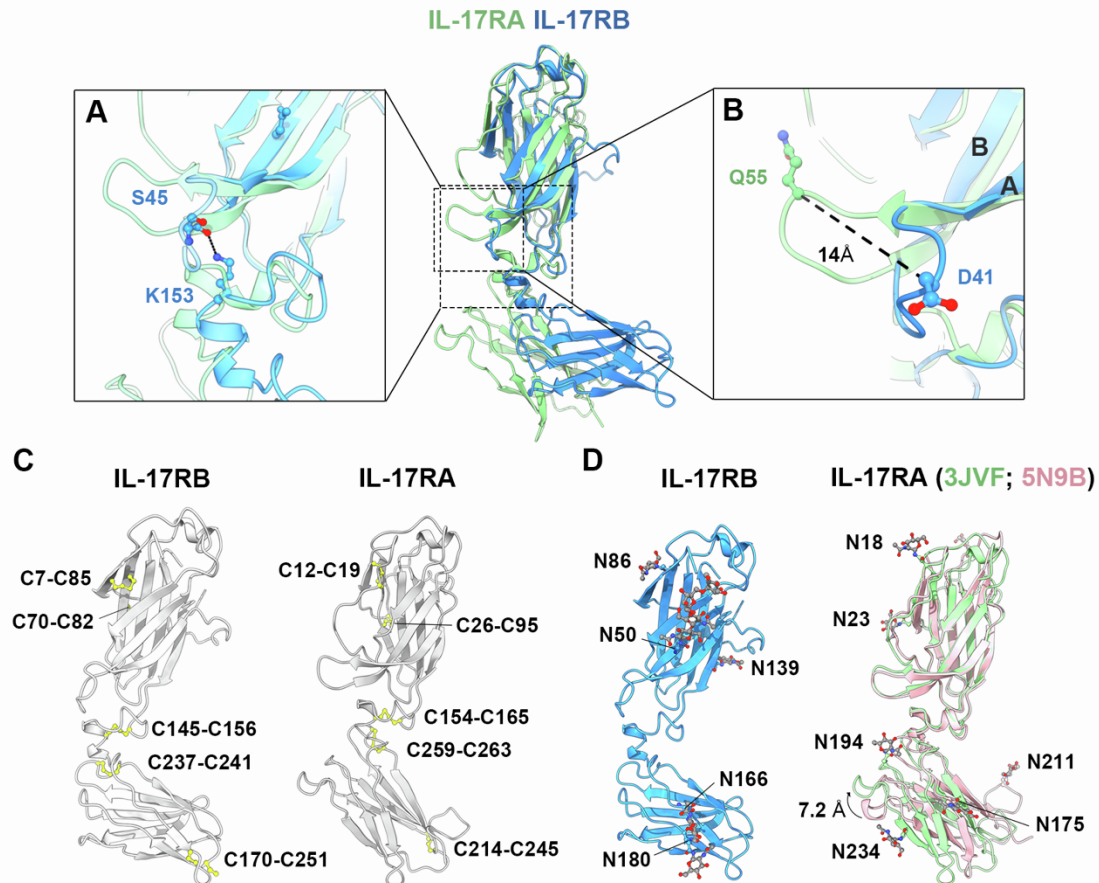 IL-17RA IL-17RB
A
S45
K153
B
Q55
B
A
14Å
D41
C
IL-17RB
IL-17RA
C7-C85
C70-C82
C145-C156
C237-C241
C170-C251
C12-C19
C26-C95
C154-C165
C259-C263
C214-C245
D
IL-17RB
IL-17RA (3JVF; 5N9B)
N86
N50
N139
N166
N180
N18
N23
N194
N211
7.2 Å
N175
N234